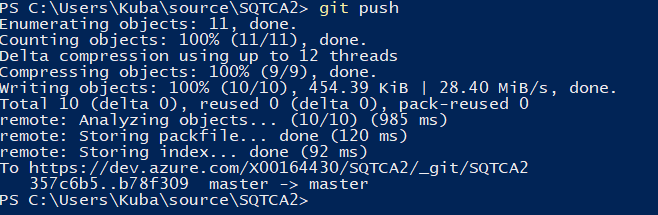 PS C:\Users\Kuba\source\SQTCA2> git push
Enumerating objects: 11, done.
Counting objects: 100% (11/11), done.
Delta compression using up to 12 threads
Compressing objects: 100% (9/9), done.
Writing objects: 100% (10/10), 454.39 KiB | 28.40 MiB/s, done.
Total 10 (delta 0), reused 0 (delta 0), pack-reused 0
remote: Analyzing objects... (10/10) (985 ms)
remote: Storing packfile... done (120 ms)
remote: Storing index... done (92 ms)
To https://dev.azure.com/X00164430/SQTCA2/_git/SQTCA2
   357c6b5..b78f309  master -> master
PS C:\Users\Kuba\source\SQTCA2>